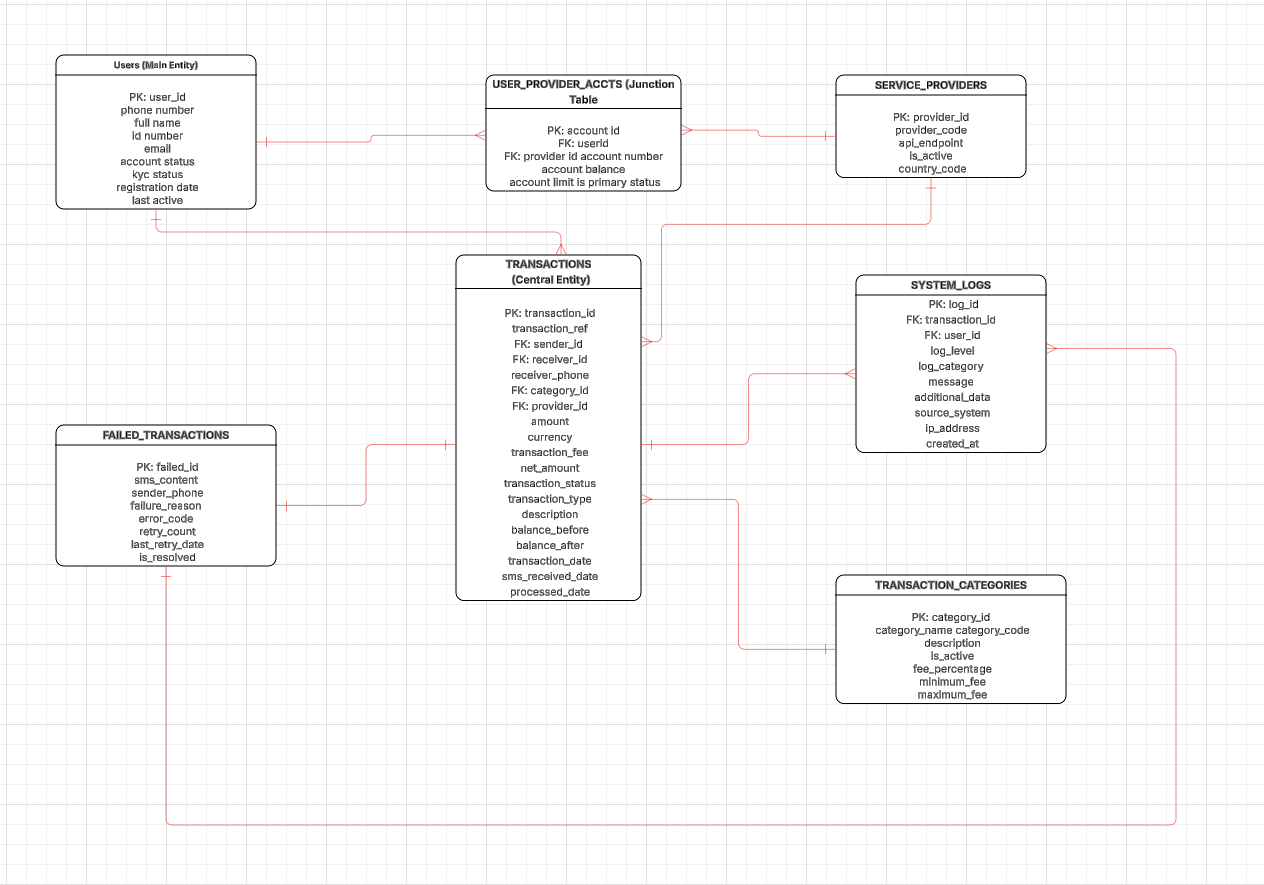 Users (Main Entity)
PK: user_id
phone number
full name
id number
email
account status
kyc status
registration date
last active
USER_PROVIDER_ACCTS (Junction
Table
PK: account id
FK: userid
FK: provider id account number
account balance
account limit is primary status
SERVICE_PROVIDERS
PK: provider_id
provider_code
api_endpoint
is_active
country_code
TRANSACTIONS
(Central Entity)
PK: transaction_id
transaction_ref
FK: sender_id
FK: receiver_id
receiver_phone
FK: category_id
FK: provider_id
amount
currency
transaction_fee
net_amount
transaction_status
transaction_type
description
balance_before
balance_after
transaction_date
sms_received_date
processed_date
SYSTEM_LOGS
PK: log_id
FK: transaction_id
FK: user_id
log_level
log_category
message
additional_data
source_system
ip_address
created_at
FAILED_TRANSACTIONS
PK: failed_id
sms_content
sender_phone
failure_reason
error_code
retry_count
last_retry_date
is_resolved
TRANSACTION_CATEGORIES
PK: category_id
category_name category_code
description
is_active
fee_percentage
minimum_fee
maximum_fee